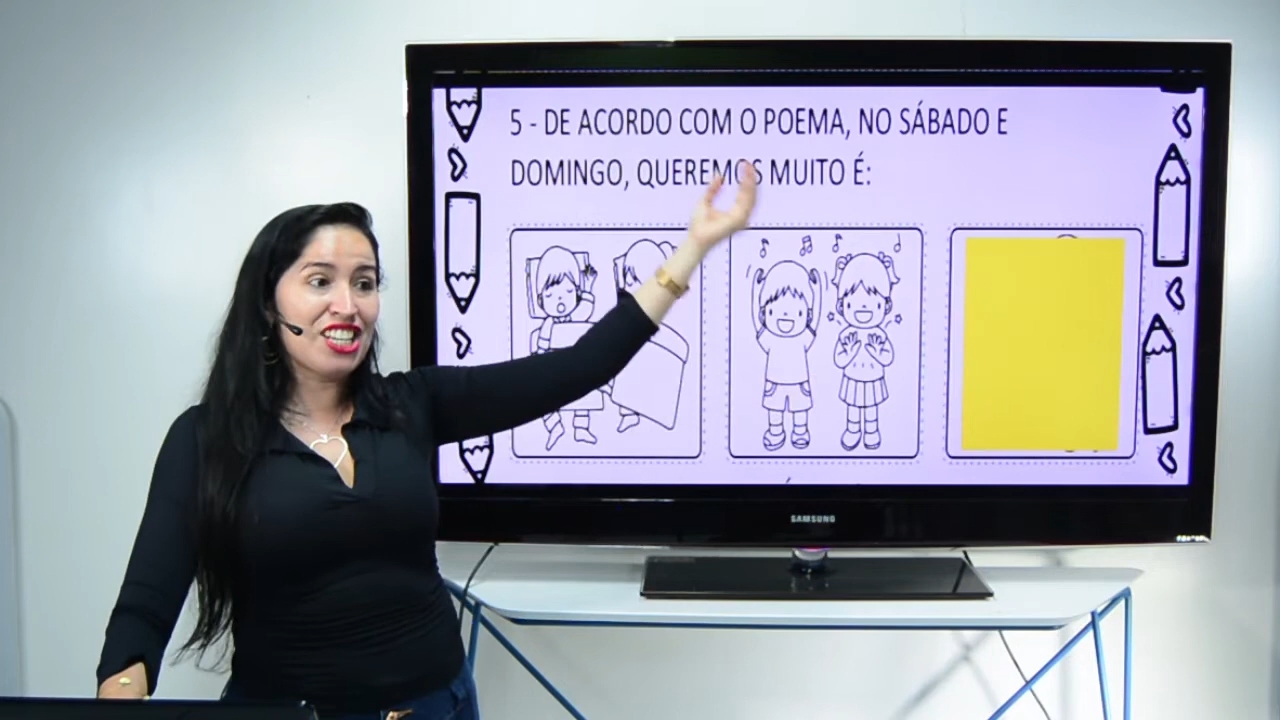 5 - DE ACORDO COM O POEMA, NO SÁBADO E
DOMINGO, QUEREMOS MUITO É:
SAMSUNG